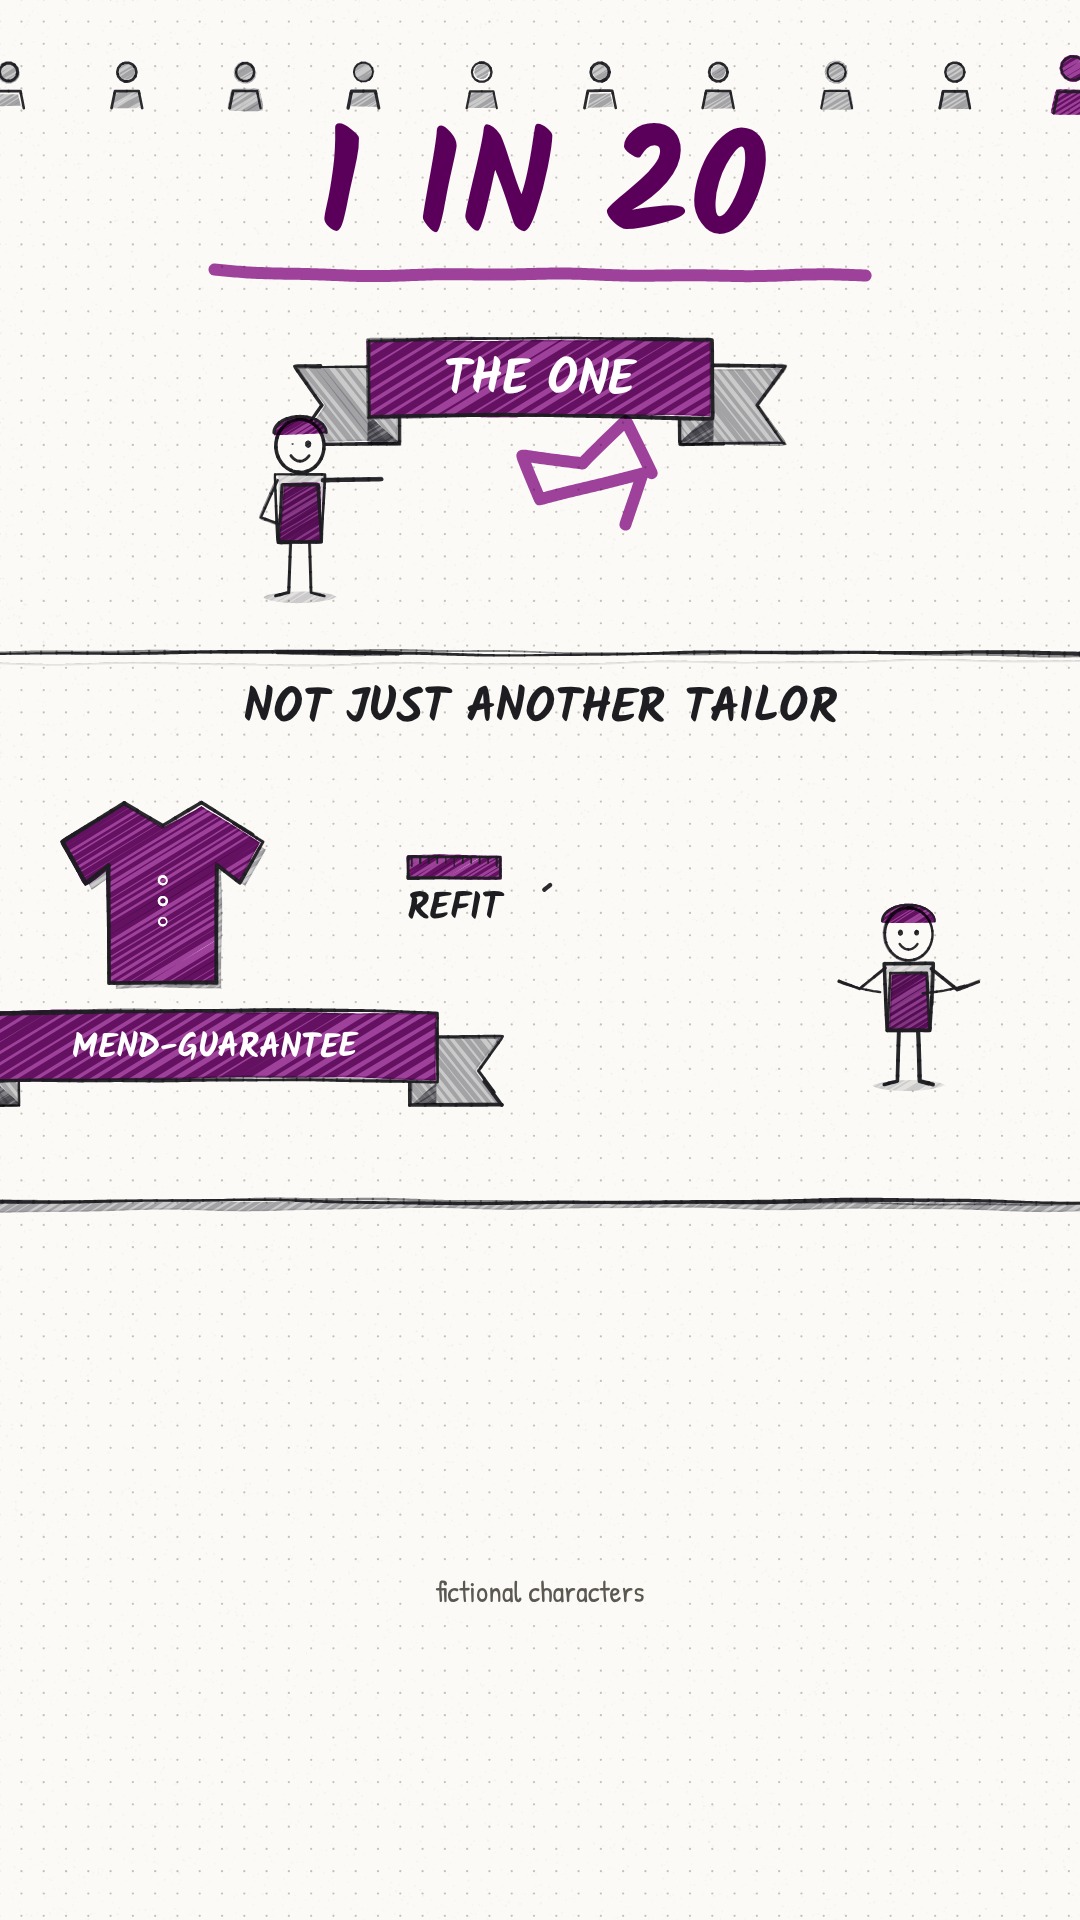 1 IN 20
THE ONE
NOT JUST ANOTHER TAILOR
REFIT
MEND-GUARANTEE
fictional characters